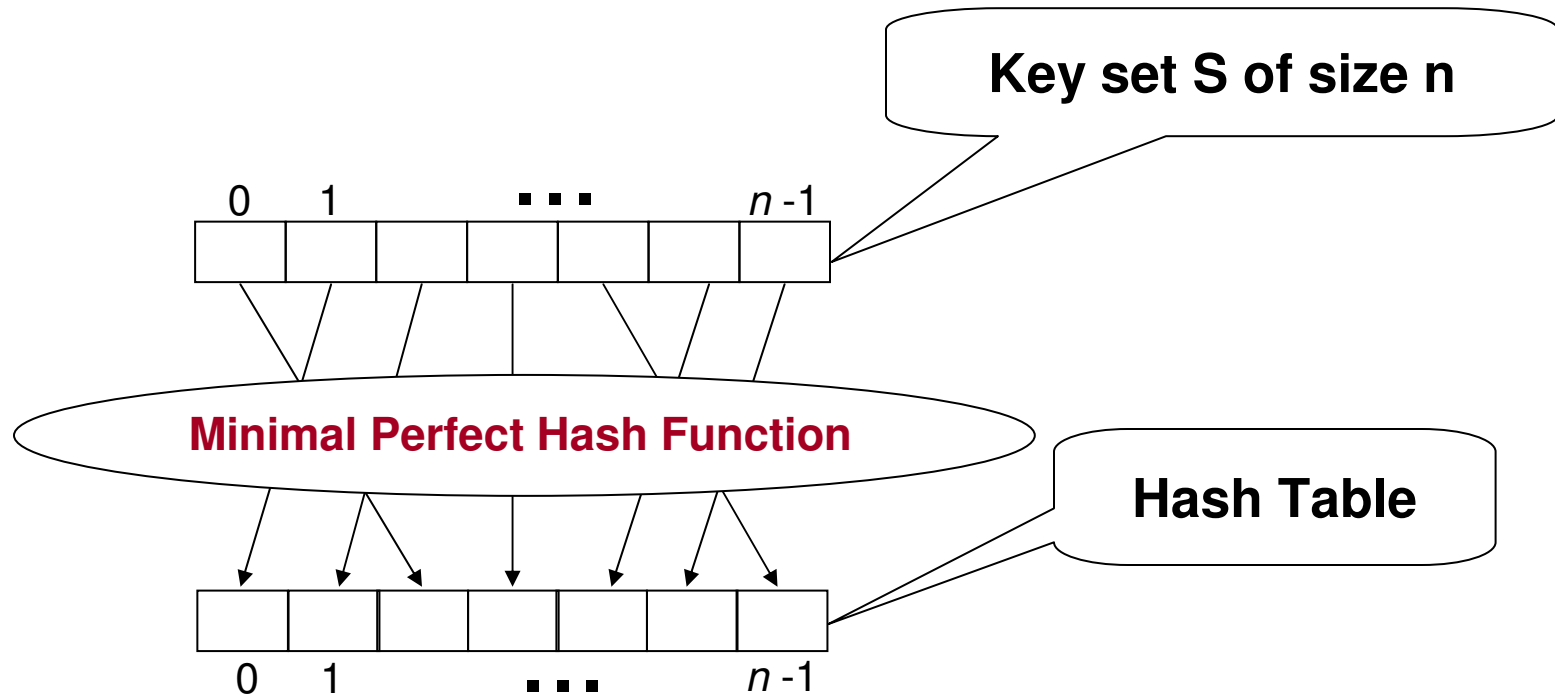 Key set S of size n
0 1 ... n -1
Minimal Perfect Hash Function
Hash Table
0 1 ... n -1